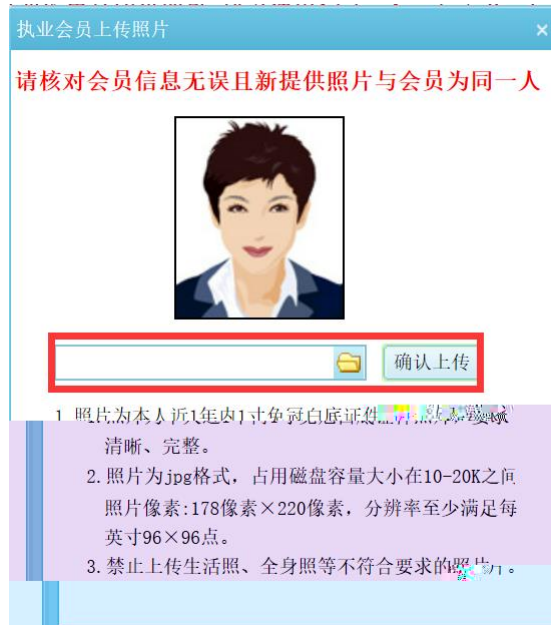 执业会员上传照片
请核对会员信息无误且新提供照片与会员为同一人
确认上传
1.照片为本人近1年内1寸免冠白底证件
清晰、完整。
2.照片为jpg格式，占用磁盘容量大小在10-20K之间
照片像素:178像素×220像素，分辨率至少满足每
英寸96×96点。
3.禁止上传生活照、全身照等不符合要求的照片。